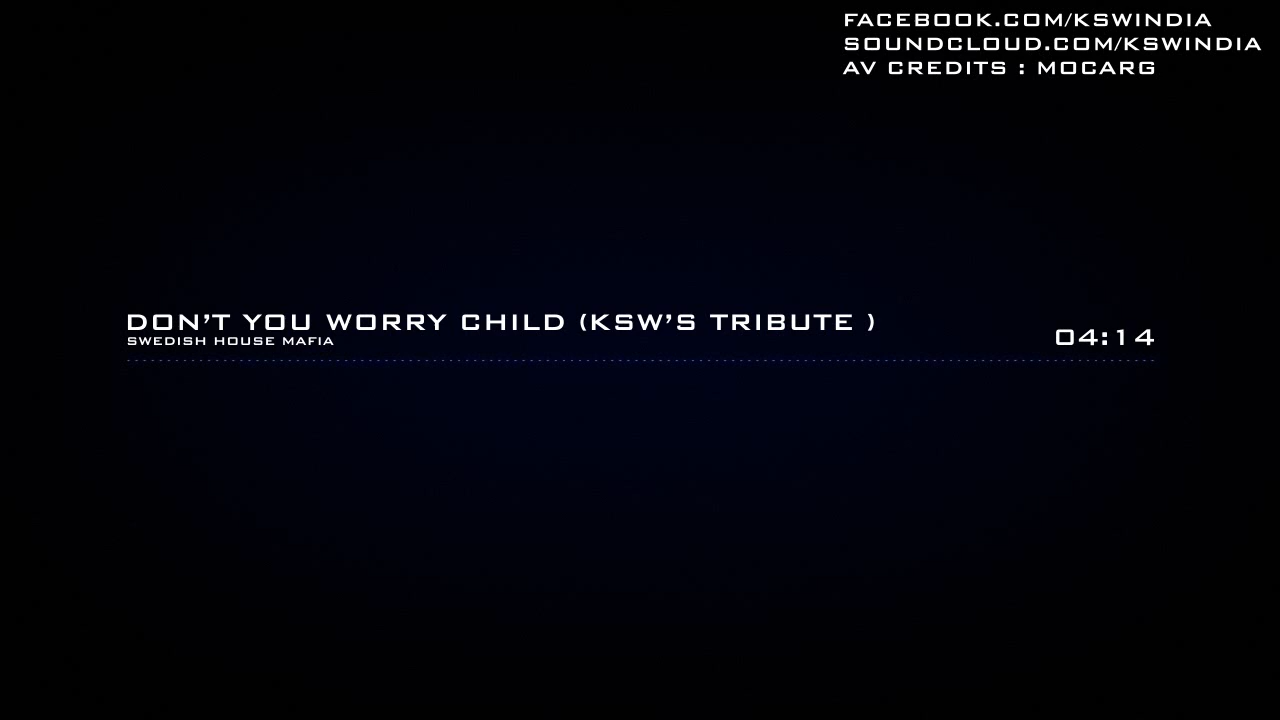 FACEBOOK.COM/KSWINDIA
SOUNDCLOUD.COM/KSWINDIA
AV CREDITS : MOCARG
DON'T YOU WORRY CHILD (KSW'S TRIBUTE )
SWEDISH HOUSE MAFIA
04:14